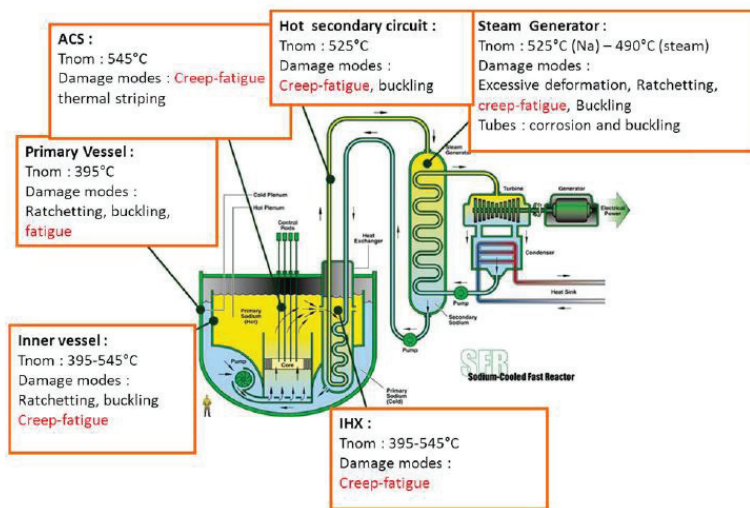 ACS :
Tnom : 545°C
Damage modes : Creep-fatigue
thermal striping
Hot secondary circuit :
Tnom : 525°C
Damage modes :
Creep-fatigue, buckling
Steam Generator :
Tnom : 525°C (Na) – 490°C (steam)
Damage modes :
Excessive deformation, Ratchetting,
creep-fatigue, Buckling
Tubes : corrosion and buckling
Primary Vessel :
Tnom : 395°C
Damage modes :
Ratchetting, buckling,
fatigue
Cold Plenum
Hot Plenum
Control
Rods
Heat
Exchanger
Steam
Generator
Turbine
Generator
Electrical
Power
Condenser
Heat Sink
Pump
Secondary
Sodium
Pump
Primary
Sodium
(Hot)
Pump
Core
Primary
Sodium
(Cold)
SFR
Sodium-Cooled Fast Reactor
Inner vessel :
Tnom : 395-545°C
Damage modes :
Ratchetting, buckling
Creep-fatigue
IHX :
Tnom : 395-545°C
Damage modes :
Creep-fatigue